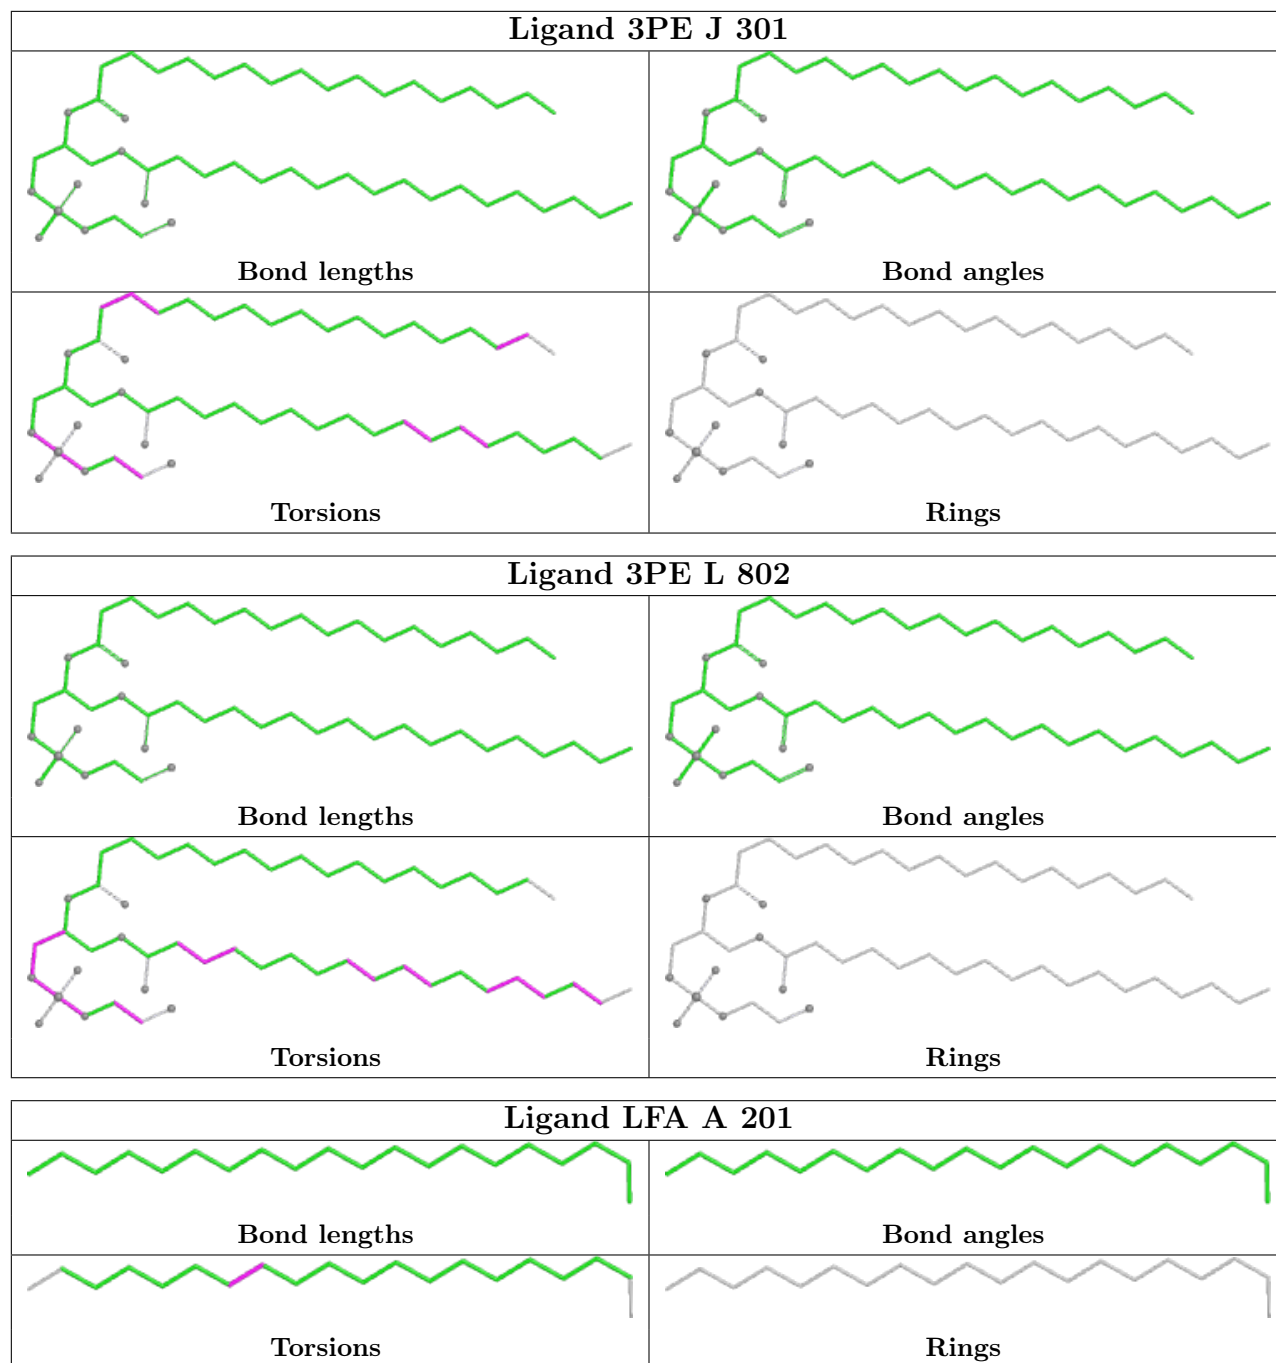 Ligand 3PE J 301
Bond lengths
Bond angles
Torsions
Rings
Ligand 3PE L 802
Bond lengths
Bond angles
Torsions
Rings
Ligand LFA A 201
Bond lengths
Bond angles
Torsions
Rings